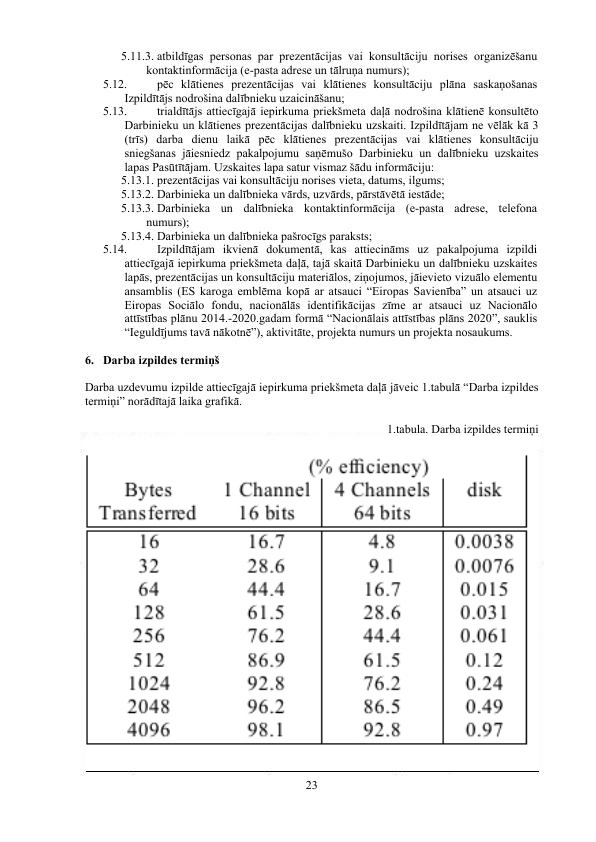 5.11.3. atbildīgas personas par prezentācijas vai konsultāciju norises organizēšanu
kontaktinformācija (e-pasta adrese un tālruņa numurs);
5.12. pēc klātienes prezentācijas vai klātienes konsultāciju plāna saskaņošanas
Izpildītājs nodrošina dalībnieku uzaicināšanu;
5.13. trialdītājs attiecīgajā iepirkuma priekšmeta daļā nodrošina klātienē konsultēto
Darbinieku un klātienes prezentācijas dalībnieku uzskaiti. Izpildītājam ne vēlāk kā 3
(trīs) darba dienu laikā pēc klātienes prezentācijas vai klātienes konsultāciju
sniegšanas jāiesniedz pakalpojumu saņēmušo Darbinieku un dalībnieku uzskaites
lapas Pasūtītājam. Uzskaites lapa satur vismaz šādu informāciju:
5.13.1. prezentācijas vai konsultāciju norises vieta, datums, ilgums;
5.13.2. Darbinieka un dalībnieka vārds, uzvārds, pārstāvētā iestāde;
5.13.3. Darbinieka un dalībnieka kontaktinformācija (e-pasta adrese, telefona
numurs);
5.13.4. Darbinieka un dalībnieka pašrocīgs paraksts;
5.14. Izpildītājam ikvienā dokumentā, kas attiecināms uz pakalpojuma izpildi
attiecīgajā iepirkuma priekšmeta daļā, tajā skaitā Darbinieku un dalībnieku uzskaites
lapās, prezentācijas un konsultāciju materiālos, ziņojumos, jāievieto vizuālo elementu
ansamblis (ES karoga emblēma kopā ar atsauci “Eiropas Savienība” un atsauci uz
Eiropas Sociālo fondu, nacionālās identifikācijas zīme ar atsauci uz Nacionālo
attīstības plānu 2014.-2020.gadam formā “Nacionālais attīstības plāns 2020”, sauklis
“Ieguldījums tavā nākotnē”), aktivitāte, projekta numurs un projekta nosaukums.
6. Darba izpildes termiņš
Darba uzdevumu izpilde attiecīgajā iepirkuma priekšmeta daļā jāveic 1.tabulā “Darba izpildes
termiņi” norādītajā laika grafikā.
1.tabula. Darba izpildes termiņi
(% efficiency)
Bytes 1 Channel 4 Channels disk
Transferred 16 bits 64 bits
16 16.7 4.8 0.0038
32 28.6 9.1 0.0076
64 44.4 16.7 0.015
128 61.5 28.6 0.031
256 76.2 44.4 0.061
512 86.9 61.5 0.12
1024 92.8 76.2 0.24
2048 96.2 86.5 0.49
4096 98.1 92.8 0.97
23